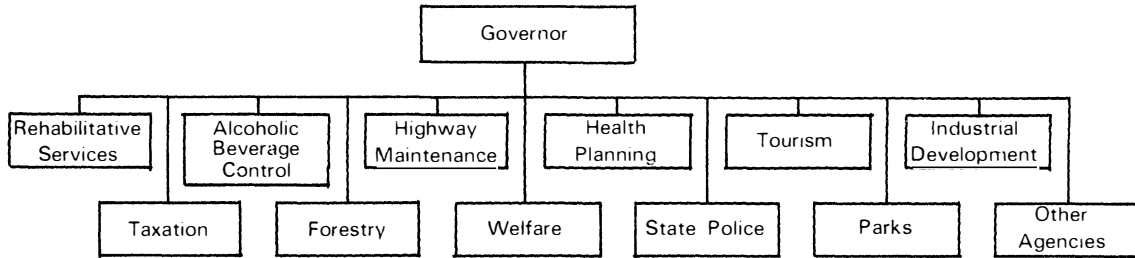 Governor
Rehabilitative
Services
Alcoholic
Beverage
Control
Highway
Maintenance
Health
Planning
Tourism
Industrial
Development
Taxation
Forestry
Welfare
State Police
Parks
Other
Agencies